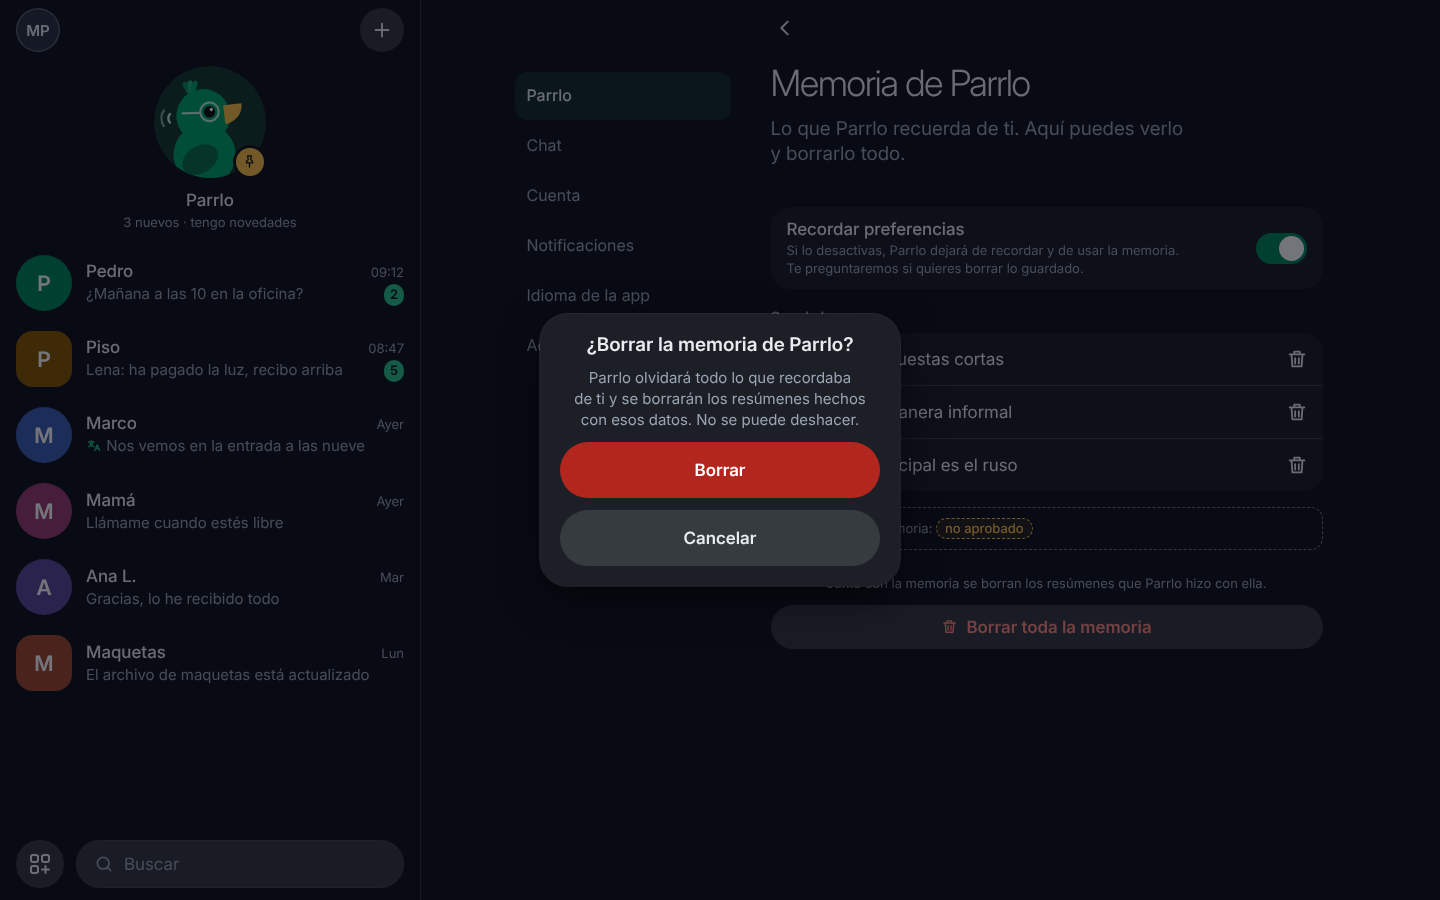 MP
Parrlo
3 nuevos · tengo novedades
P
Pedro
09:12
¿Mañana a las 10 en la oficina?
2
P
Piso
08:47
Lena: ha pagado la luz, recibo arriba
5
M
Marco
Ayer
Nos vemos en la entrada a las nueve
M
Mamá
Ayer
Llámame cuando estés libre
A
Ana L.
Mar
Gracias, lo he recibido todo
M
Maquetas
Lun
El archivo de maquetas está actualizado
Buscar
Parrlo
Chat
Cuenta
Notificaciones
Idioma de la app
Memoria de Parrlo
Lo que Parrlo recuerda de ti. Aquí puedes verlo
y borrarlo todo.
Recordar preferencias
Si lo desactivas, Parrlo dejará de recordar y de usar la memoria.
Te preguntaremos si quieres borrar lo guardado.
cortas
informal
es el ruso
no aprobado
la memoria se borran los resúmenes que Parrlo hizo con ella.
Borrar toda la memoria
¿Borrar la memoria de Parrlo?
Parrlo olvidará todo lo que recordaba
de ti y se borrarán los resúmenes hechos
con esos datos. No se puede deshacer.
Borrar
Cancelar